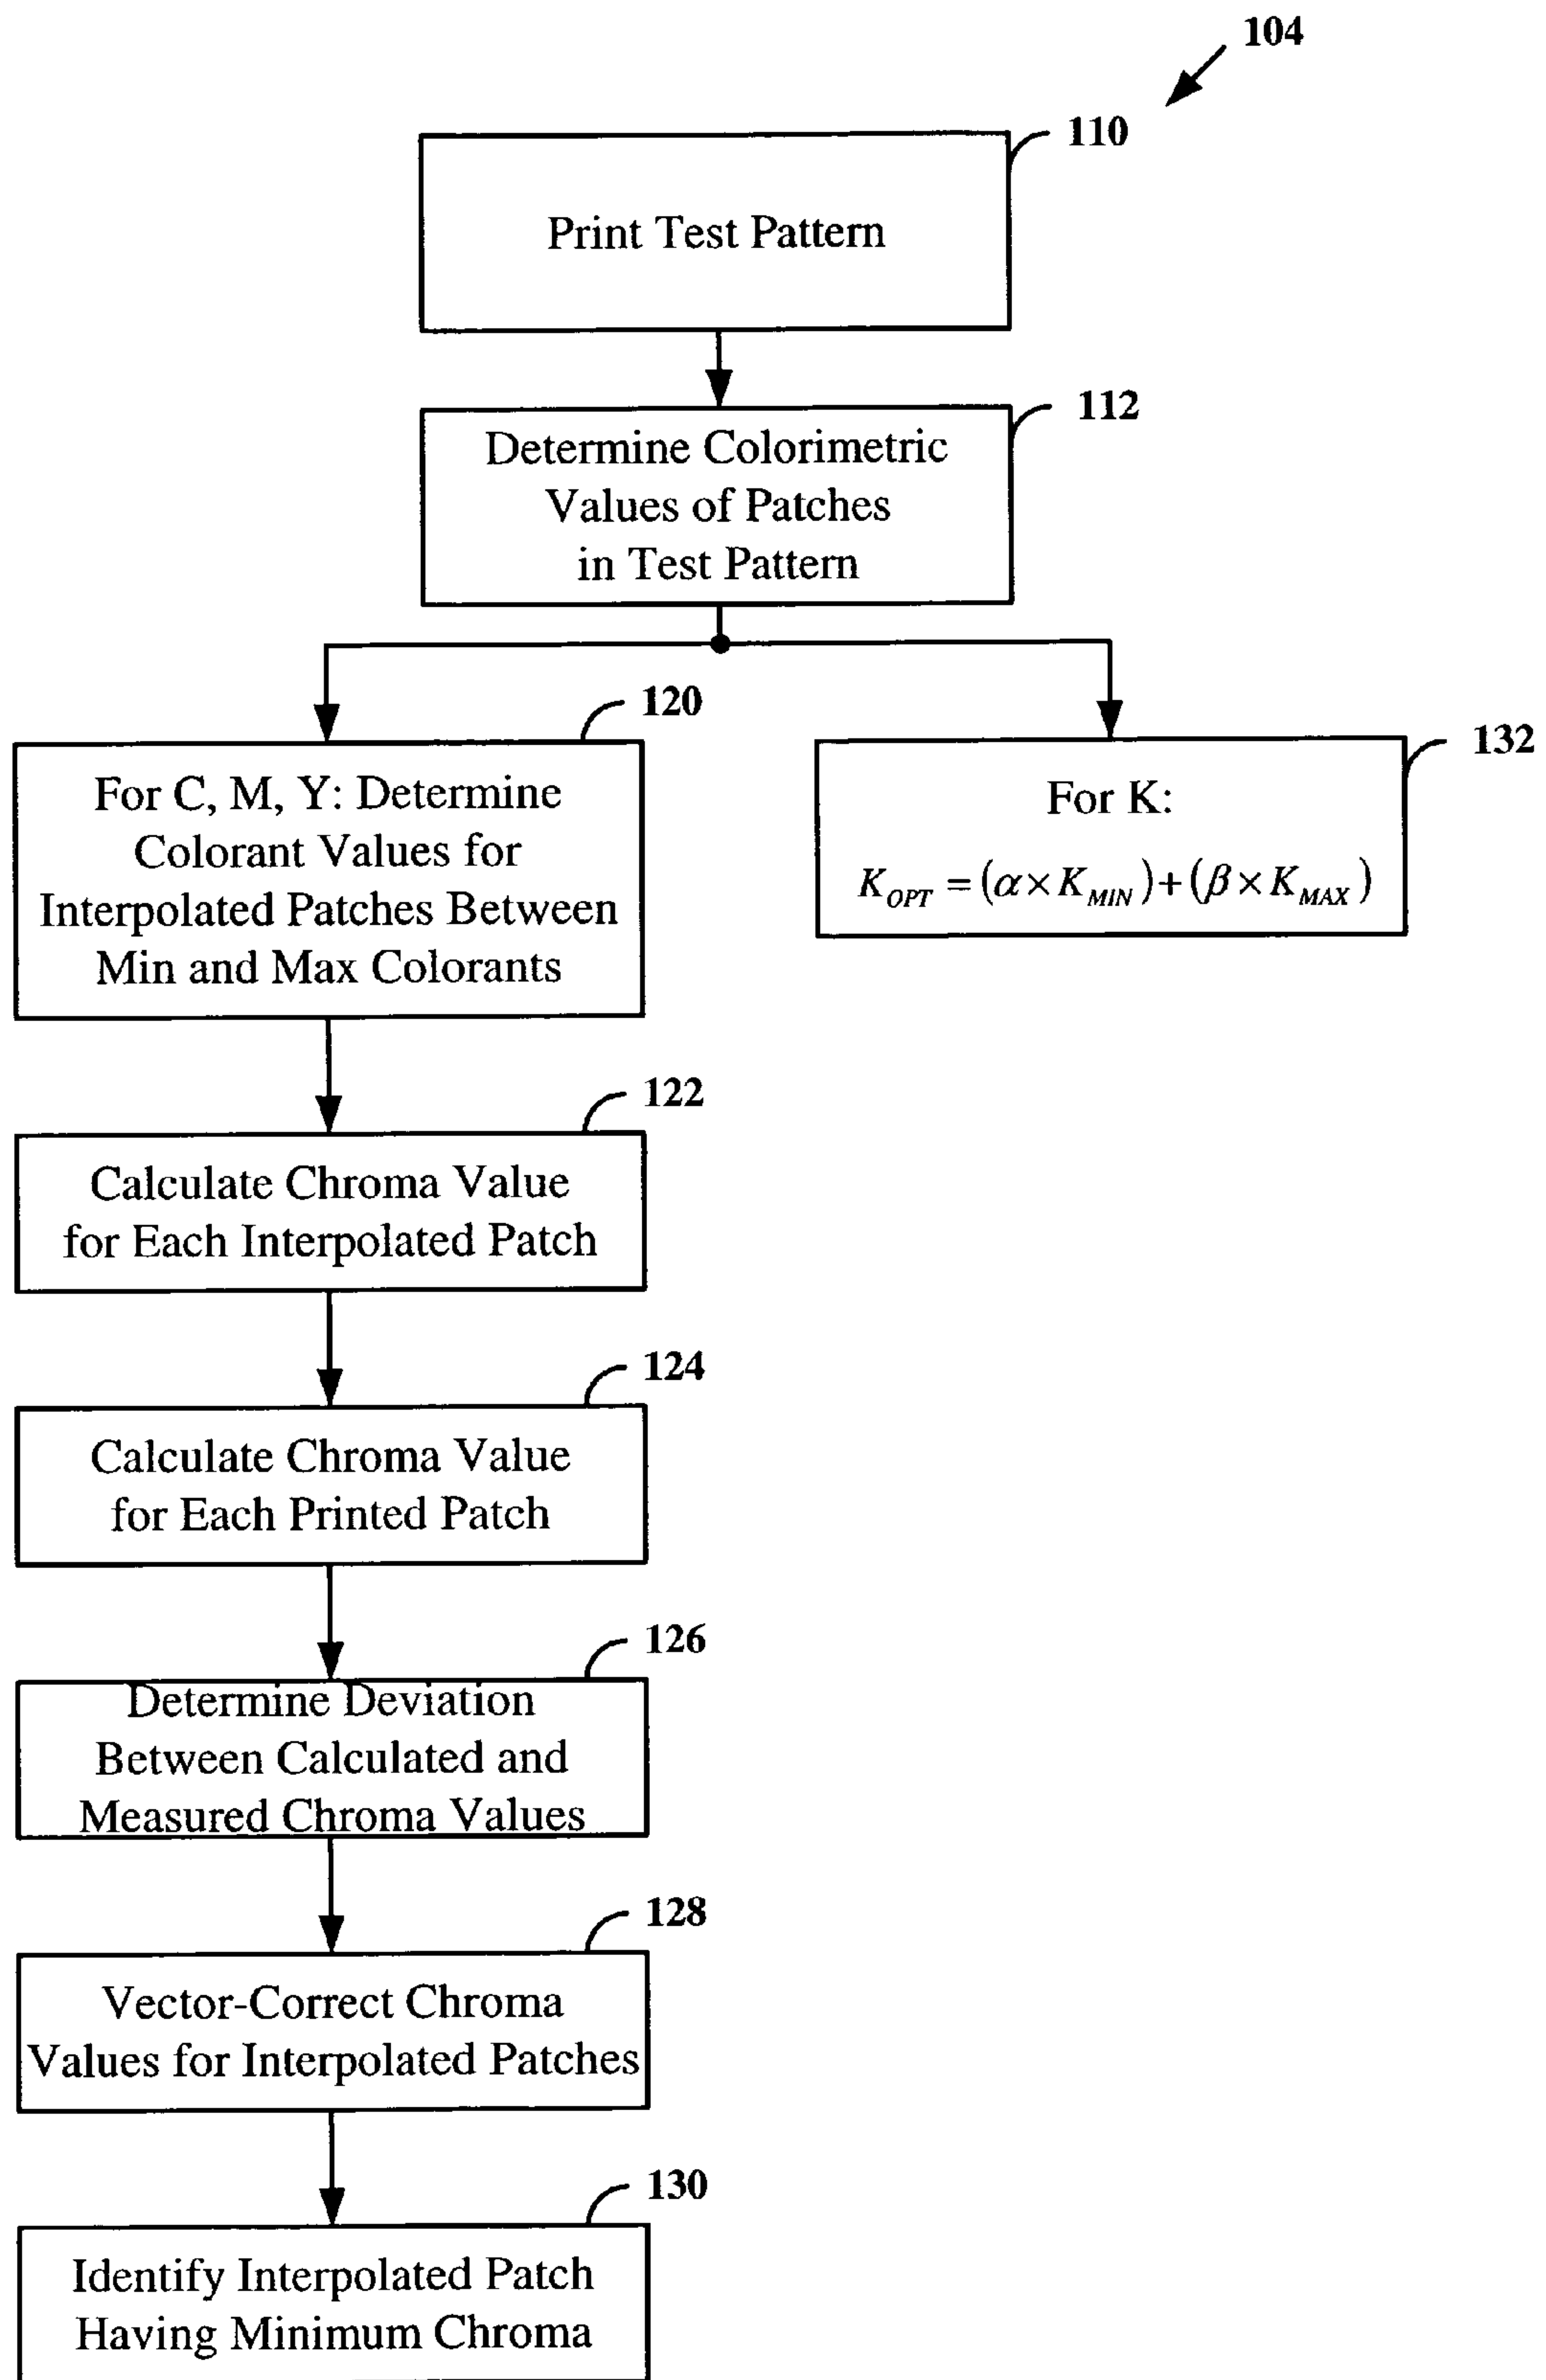 104
110
Print Test Pattern
112
Determine Colorimetric
Values of Patches
in Test Pattern
120
For C, M, Y: Determine
Colorant Values for
Interpolated Patches Between
Min and Max Colorants
132
For K:
K_OPT = (α × K_MIN) + (β × K_MAX)
122
Calculate Chroma Value
for Each Interpolated Patch
124
Calculate Chroma Value
for Each Printed Patch
126
Determine Deviation
Between Calculated and
Measured Chroma Values
128
Vector-Correct Chroma
Values for Interpolated Patches
130
Identify Interpolated Patch
Having Minimum Chroma